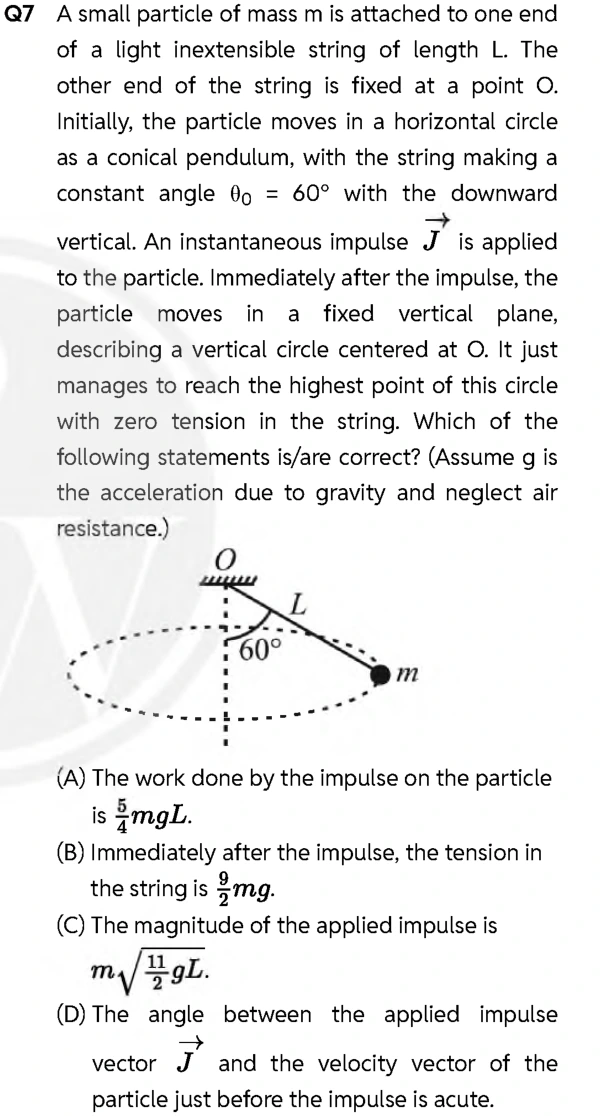 Q7 A small particle of mass m is attached to one end
of a light inextensible string of length L. The
other end of the string is fixed at a point O.
Initially, the particle moves in a horizontal circle
as a conical pendulum, with the string making a
constant angle θ₀ = 60° with the downward
vertical. An instantaneous impulse $\overrightarrow{J}$ is applied
to the particle. Immediately after the impulse, the
particle moves in a fixed vertical plane,
describing a vertical circle centered at O. It just
manages to reach the highest point of this circle
with zero tension in the string. Which of the
following statements is/are correct? (Assume g is
the acceleration due to gravity and neglect air
resistance.)
O
L
60°
m
(A) The work done by the impulse on the particle
is $\frac{5}{4}mgL$.
(B) Immediately after the impulse, the tension in
the string is $\frac{9}{2}mg$.
(C) The magnitude of the applied impulse is
$m\sqrt{\frac{11}{2}gL}$.
(D) The angle between the applied impulse
vector $\overrightarrow{J}$ and the velocity vector of the
particle just before the impulse is acute.